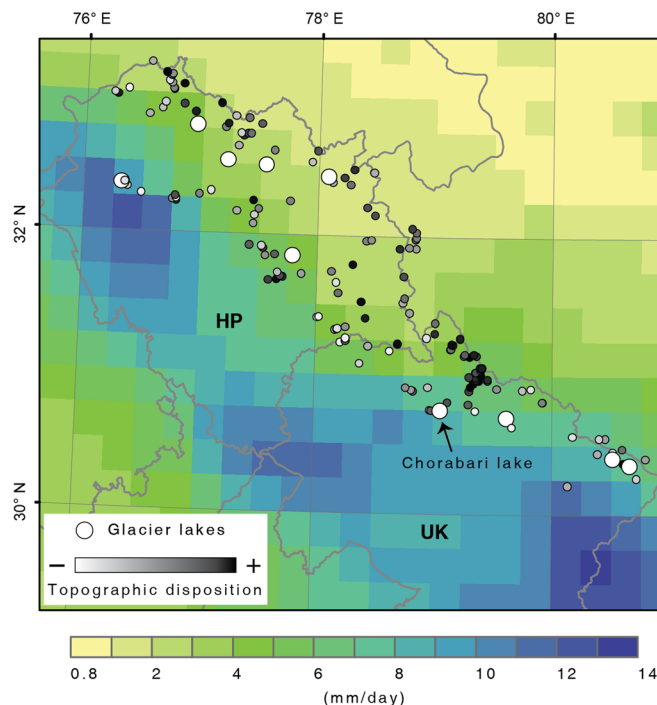 76° E 78° E 80° E
32° N
HP
Chorabari lake
30° N
UK
Glacier lakes
− +
Topographic disposition
0.8 2 4 6 8 10 12 14
(mm/day)